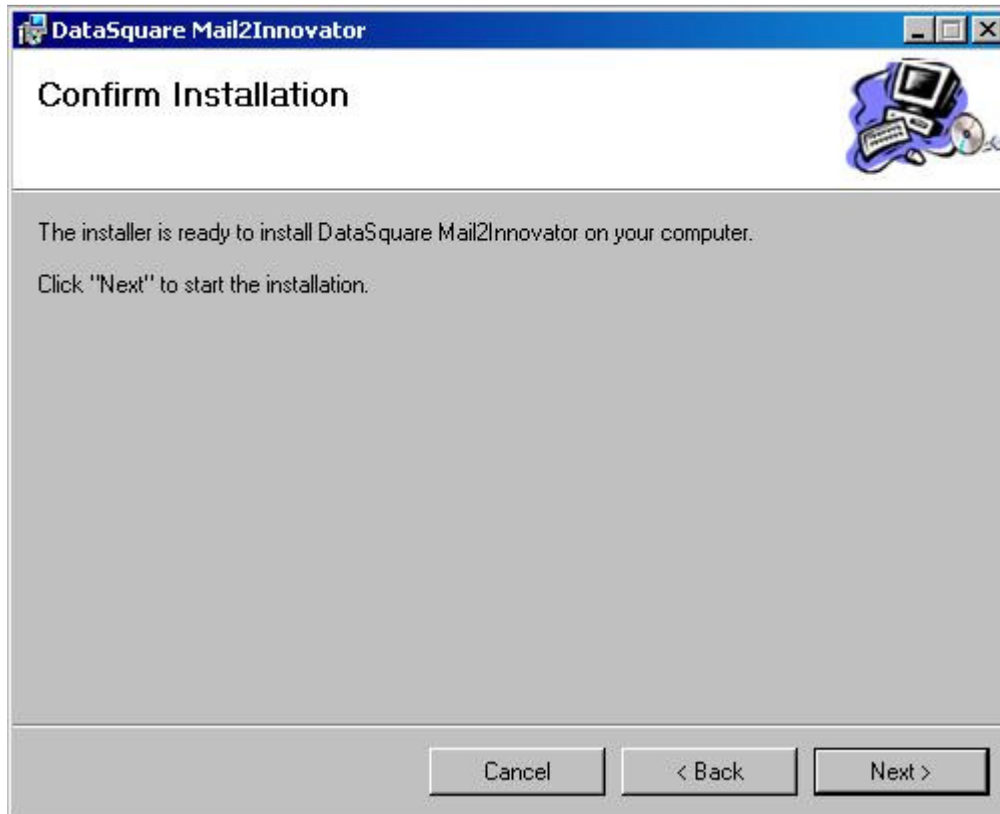 DataSquare Mail2Innovator
Confirm Installation
The installer is ready to install DataSquare Mail2Innovator on your computer.
Click "Next" to start the installation.
Cancel
< Back
Next >